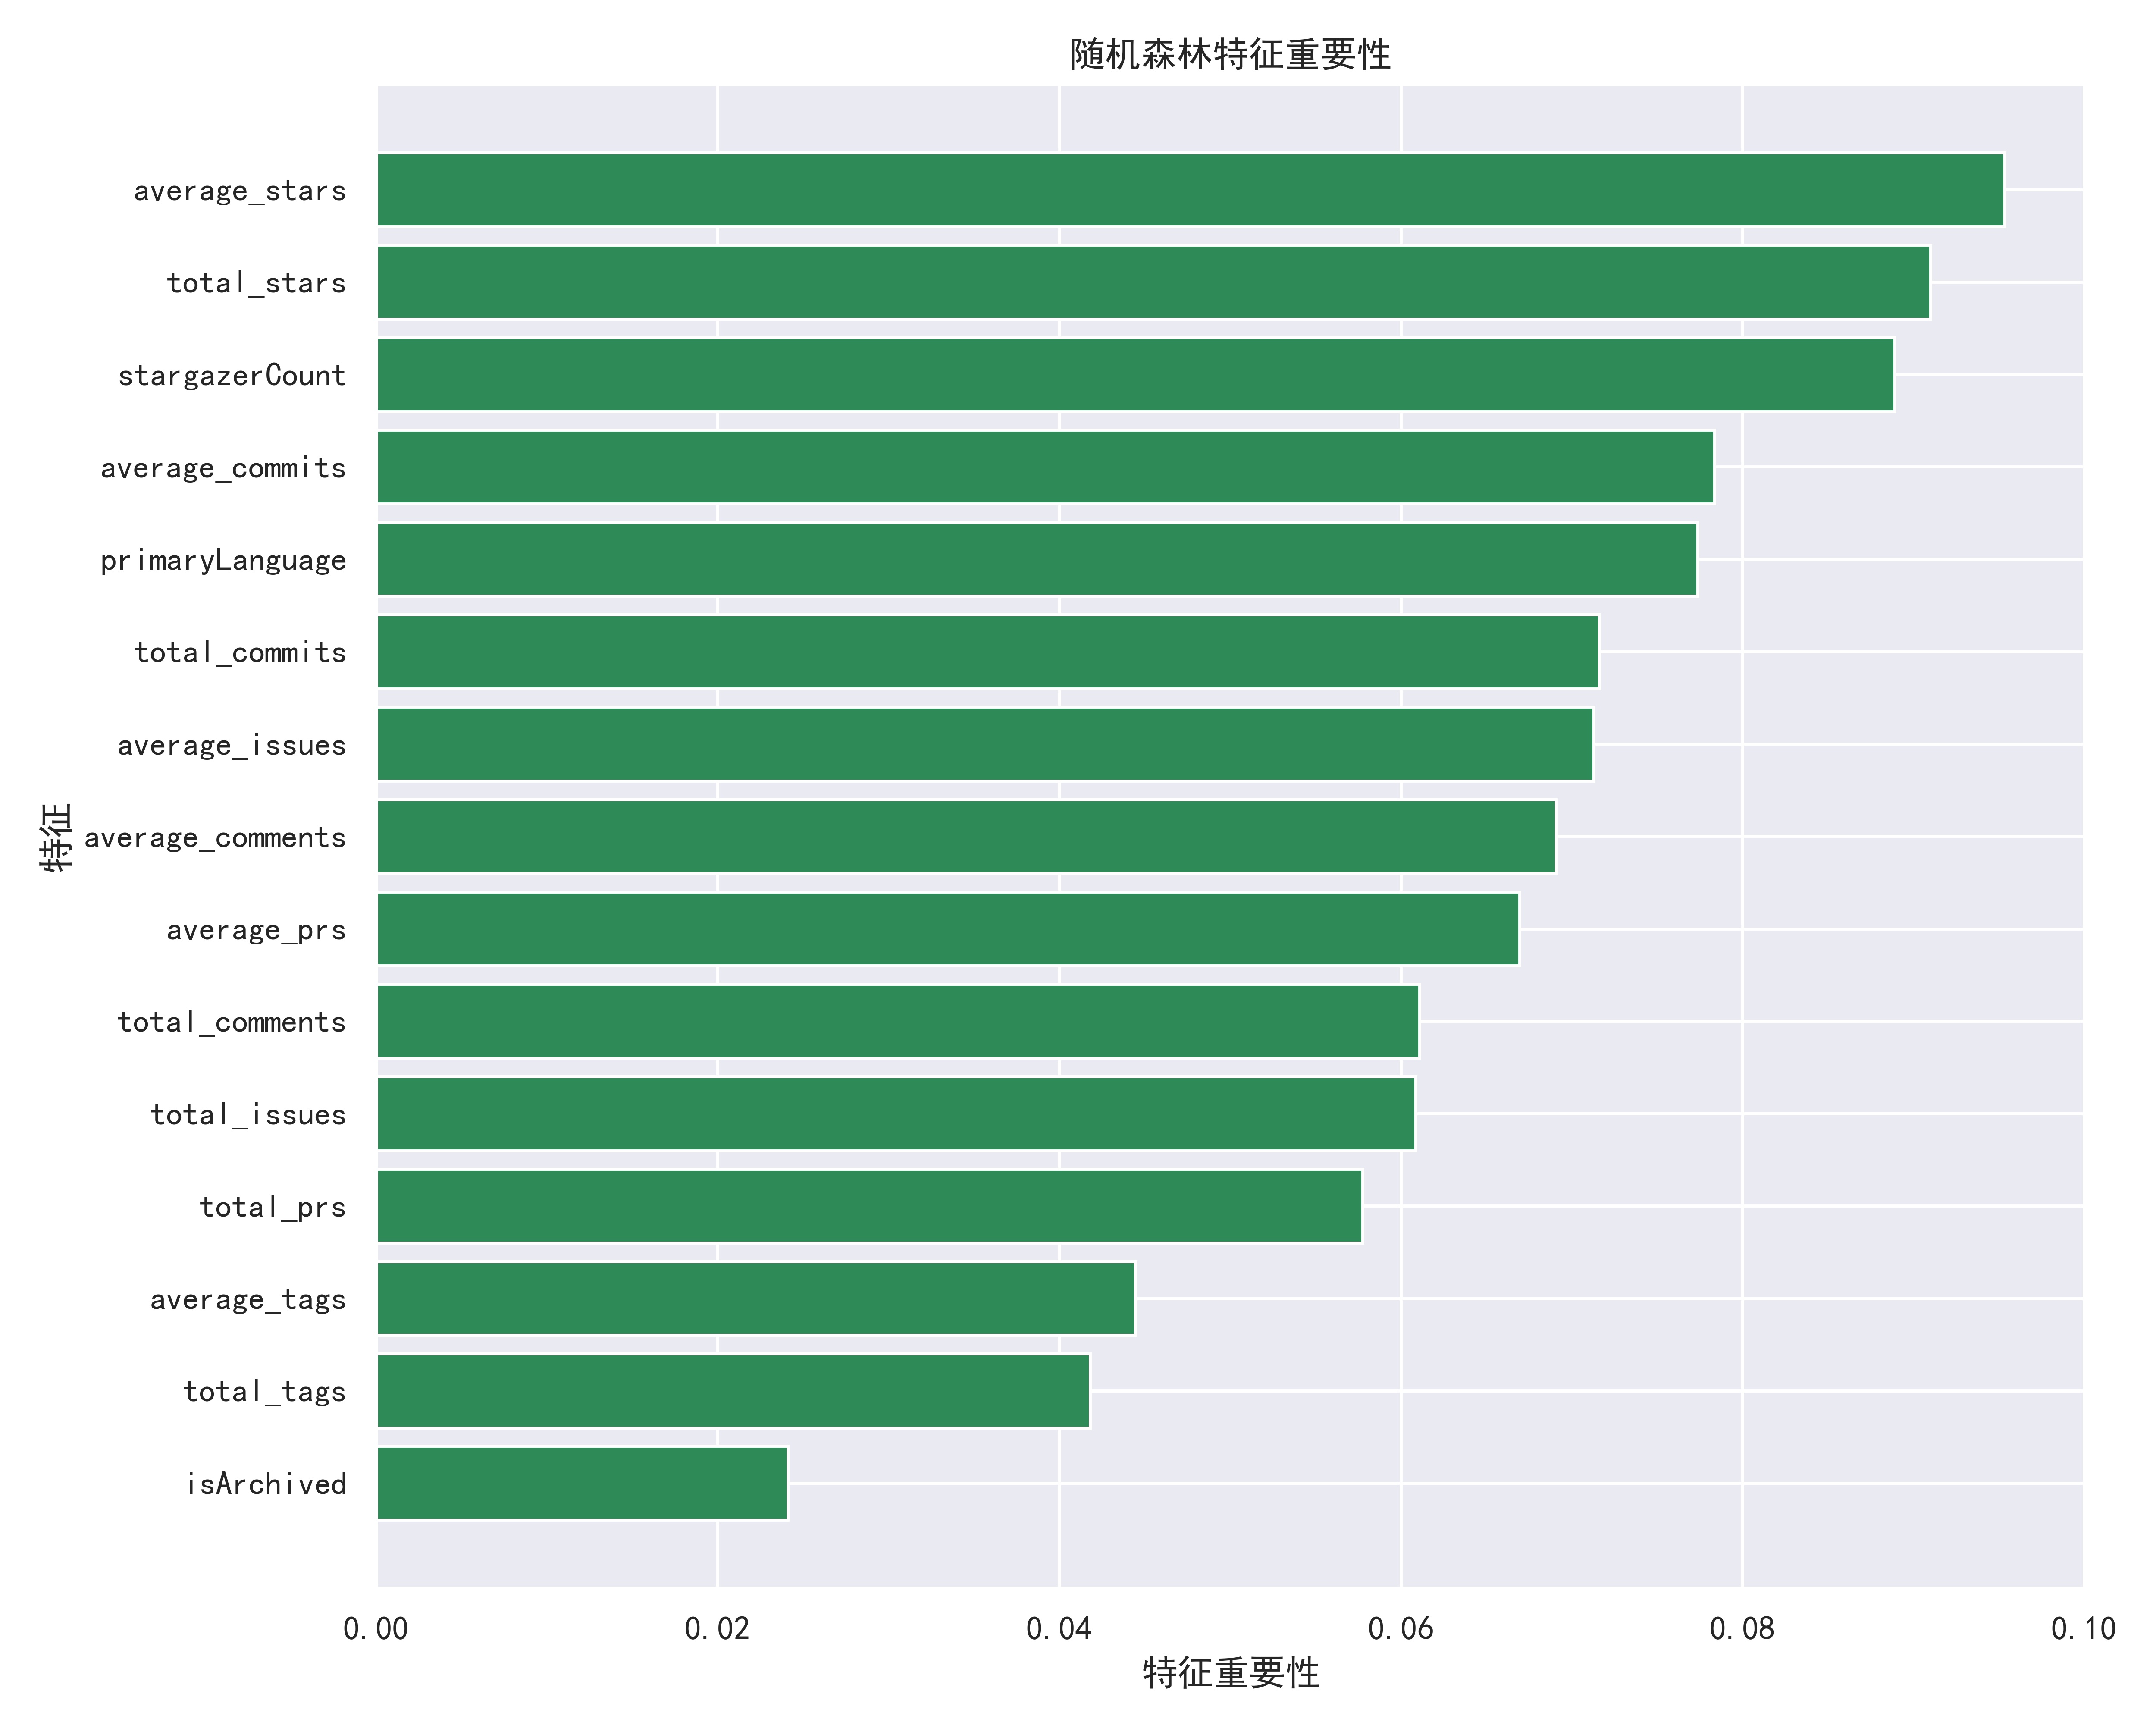 随机森林特征重要性
average_stars
total_stars
stargazerCount
average_commits
primaryLanguage
total_commits
average_issues
average_comments
average_prs
total_comments
total_issues
total_prs
average_tags
total_tags
isArchived
特征
0.00 0.02 0.04 0.06 0.08 0.10
特征重要性